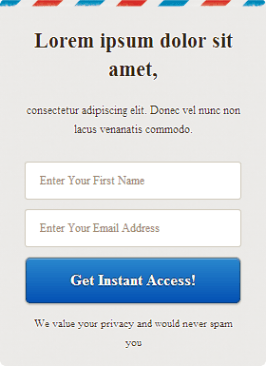 Lorem ipsum dolor sit
amet,
consectetur adipiscing elit. Donec vel nunc non
lacus venanatis commodo.
Enter Your First Name
Enter Your Email Address
Get Instant Access!
We value your privacy and would never spam
you